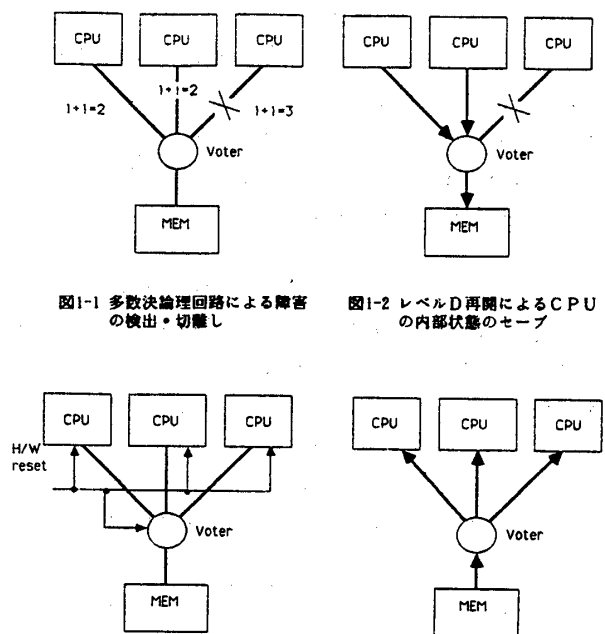 CPU CPU CPU
1+1=2 1+1=2 1+1=3
Voter
MEM
図1-1 多数決論理回路による障害
の検出・切離し
CPU CPU CPU
Voter
MEM
図1-2 レベルD再開によるCPU
の内部状態のセーブ
CPU CPU CPU
H/W
reset
Voter
MEM
CPU CPU CPU
Voter
MEM